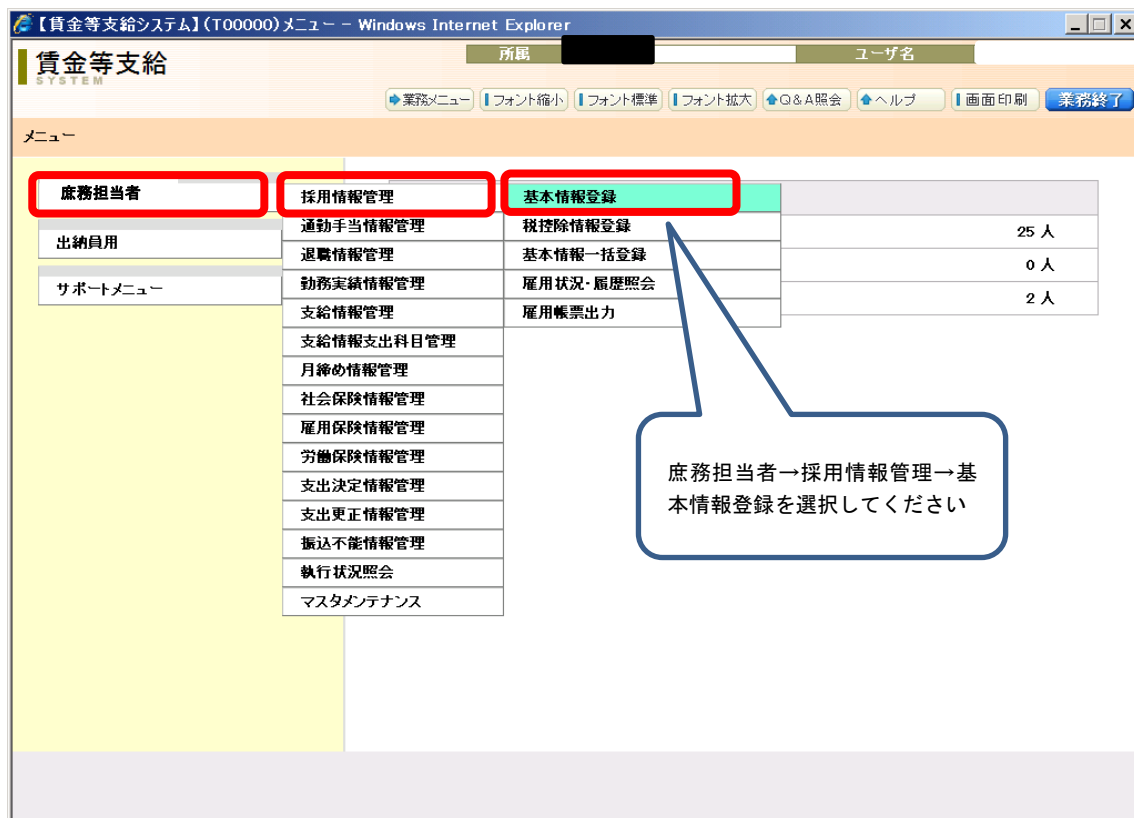 【賃金等支給システム】(T00000)メニュー - Windows Internet Explorer
賃金等支給
SYSTEM
所属
ユーザ名
業務メニュー フォント縮小 フォント標準 フォント拡大 Q&A照会 ヘルプ 画面印刷 業務終了
メニュー
庶務担当者
出納員用
サポートメニュー
採用情報管理
通勤手当情報管理
退職情報管理
勤務実績情報管理
支給情報管理
支給情報支出科目管理
月締め情報管理
社会保険情報管理
雇用保険情報管理
労働保険情報管理
支出決定情報管理
支出更正情報管理
振込不能情報管理
執行状況照会
マスタメンテナンス
基本情報登録
税控除情報登録
基本情報一括登録
雇用状況・履歴照会
雇用帳票出力
25 人
0 人
2 人
庶務担当者→採用情報管理→基
本情報登録を選択してください